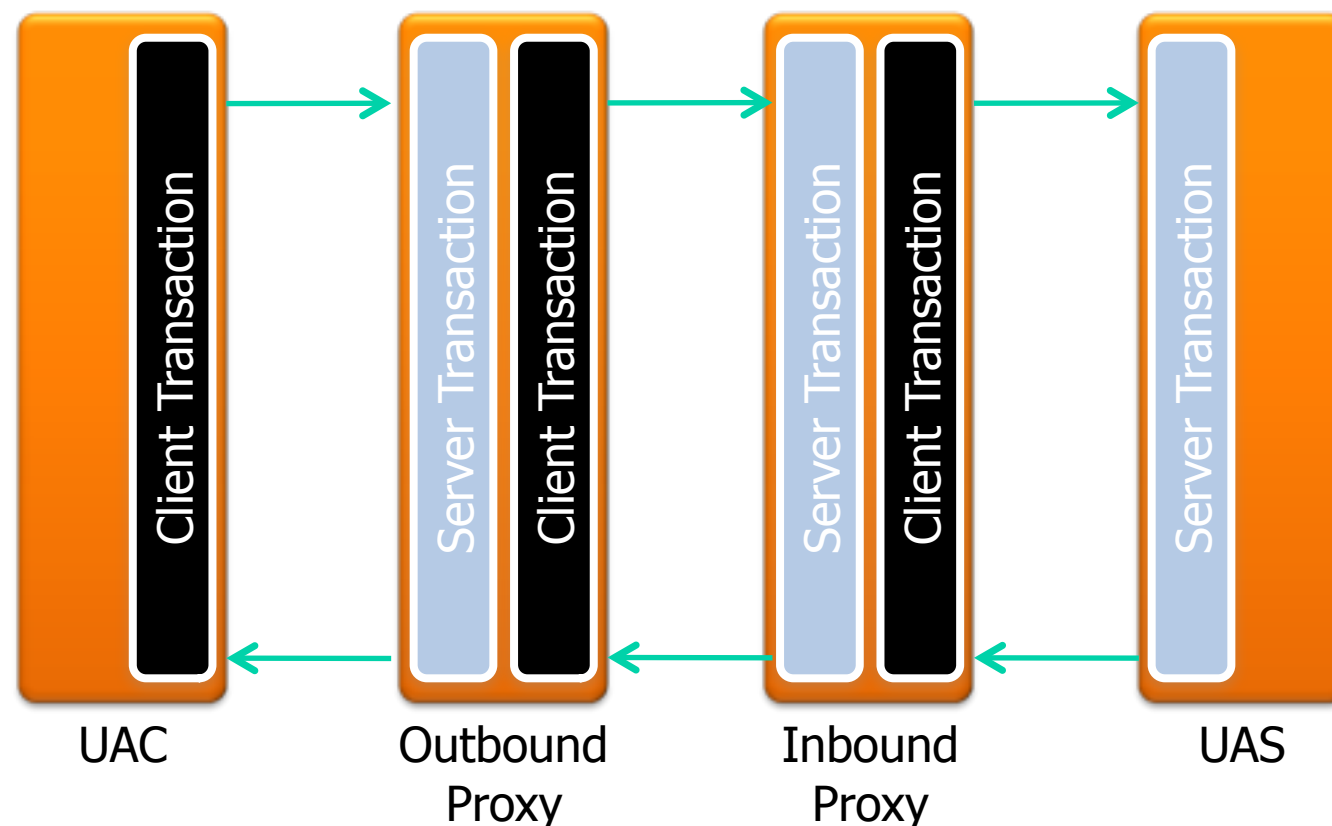 Client Transaction
Server Transaction
Client Transaction
Server Transaction
Client Transaction
Server Transaction
UAC
Outbound
Proxy
Inbound
Proxy
UAS